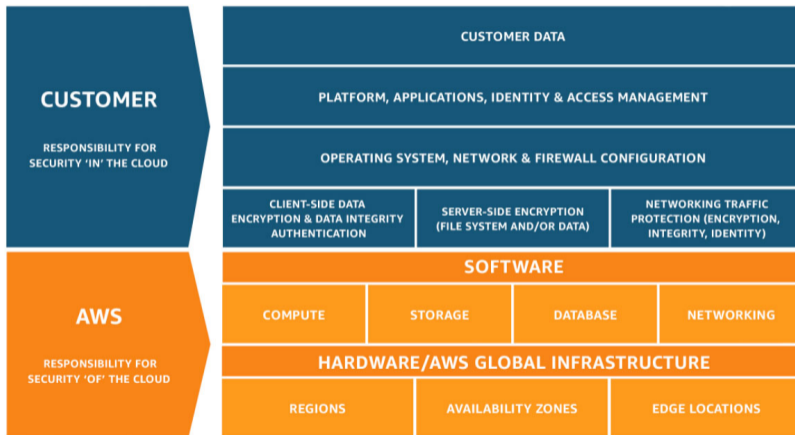 CUSTOMER
RESPONSIBILITY FOR
SECURITY ‘IN’ THE CLOUD
CUSTOMER DATA
PLATFORM, APPLICATIONS, IDENTITY & ACCESS MANAGEMENT
OPERATING SYSTEM, NETWORK & FIREWALL CONFIGURATION
CLIENT-SIDE DATA
ENCRYPTION & DATA INTEGRITY
AUTHENTICATION
SERVER-SIDE ENCRYPTION
(FILE SYSTEM AND/OR DATA)
NETWORKING TRAFFIC
PROTECTION (ENCRYPTION,
INTEGRITY, IDENTITY)
AWS
RESPONSIBILITY FOR
SECURITY ‘OF’ THE CLOUD
SOFTWARE
COMPUTE
STORAGE
DATABASE
NETWORKING
HARDWARE/AWS GLOBAL INFRASTRUCTURE
REGIONS
AVAILABILITY ZONES
EDGE LOCATIONS